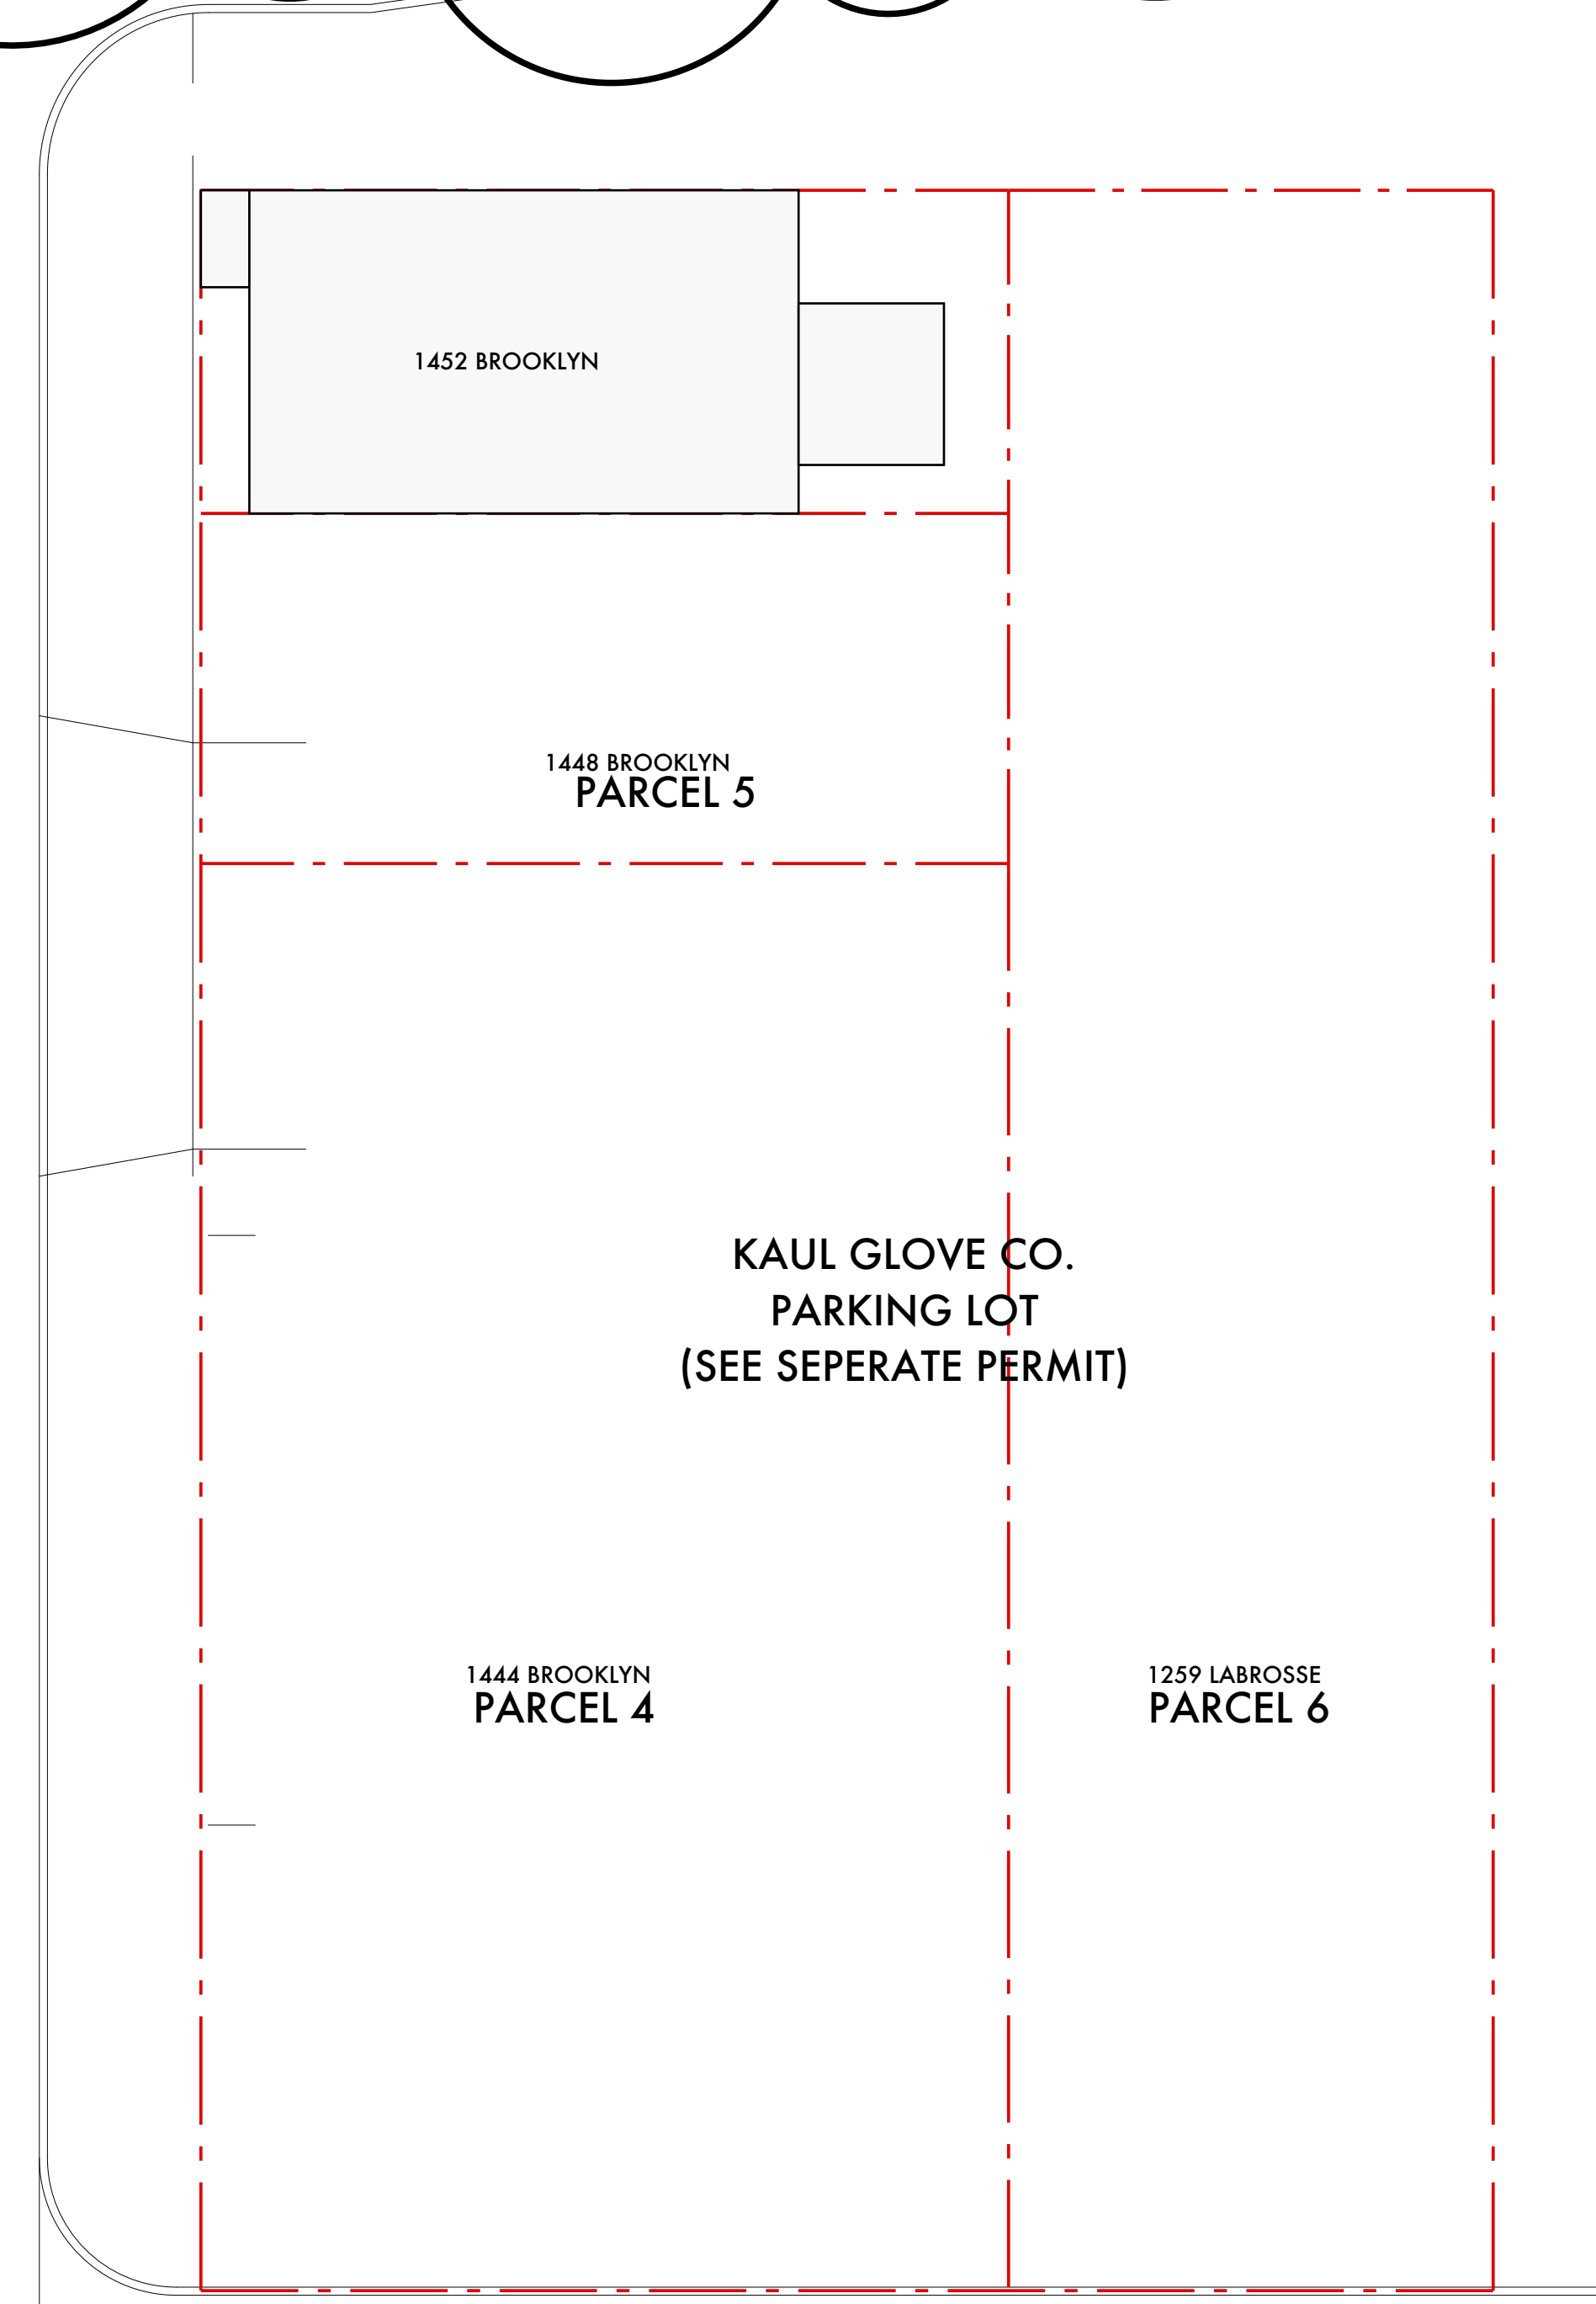 1452 BROOKLYN
1448 BROOKLYN
PARCEL 5
KAUL GLOVE CO.
PARKING LOT
(SEE SEPERATE PERMIT)
1444 BROOKLYN
PARCEL 4
1259 LABROSSE
PARCEL 6